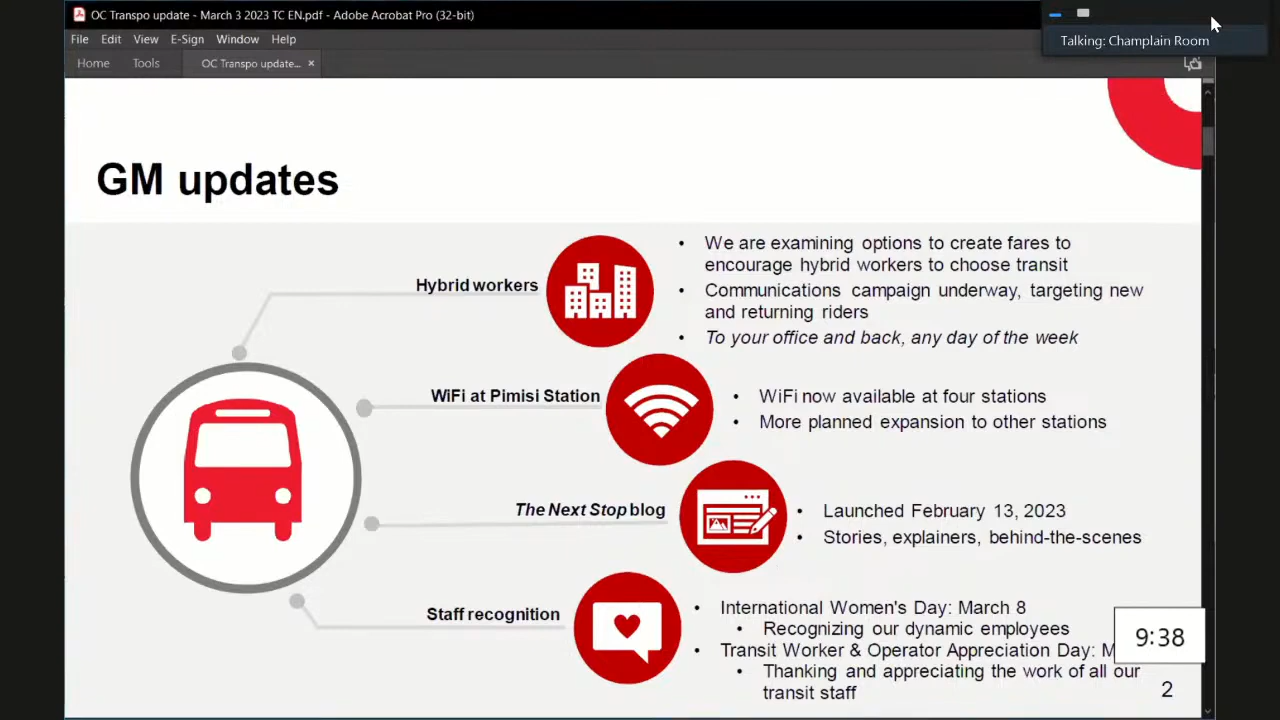 OC Transpo update - March 3 2023 TC EN.pdf - Adobe Acrobat Pro (32-bit)
Talking: Champlain Room
File Edit View E-Sign Window Help
Home Tools OC Transpo update... ×
GM updates
Hybrid workers
• We are examining options to create fares to
encourage hybrid workers to choose transit
• Communications campaign underway, targeting new
and returning riders
• To your office and back, any day of the week
WiFi at Pimisi Station
• WiFi now available at four stations
• More planned expansion to other stations
The Next Stop blog
• Launched February 13, 2023
• Stories, explainers, behind-the-scenes
Staff recognition
• International Women's Day: March 8
• Recognizing our dynamic employees
• Transit Worker & Operator Appreciation Day:
• Thanking and appreciating the work of all our
transit staff
9:38
2